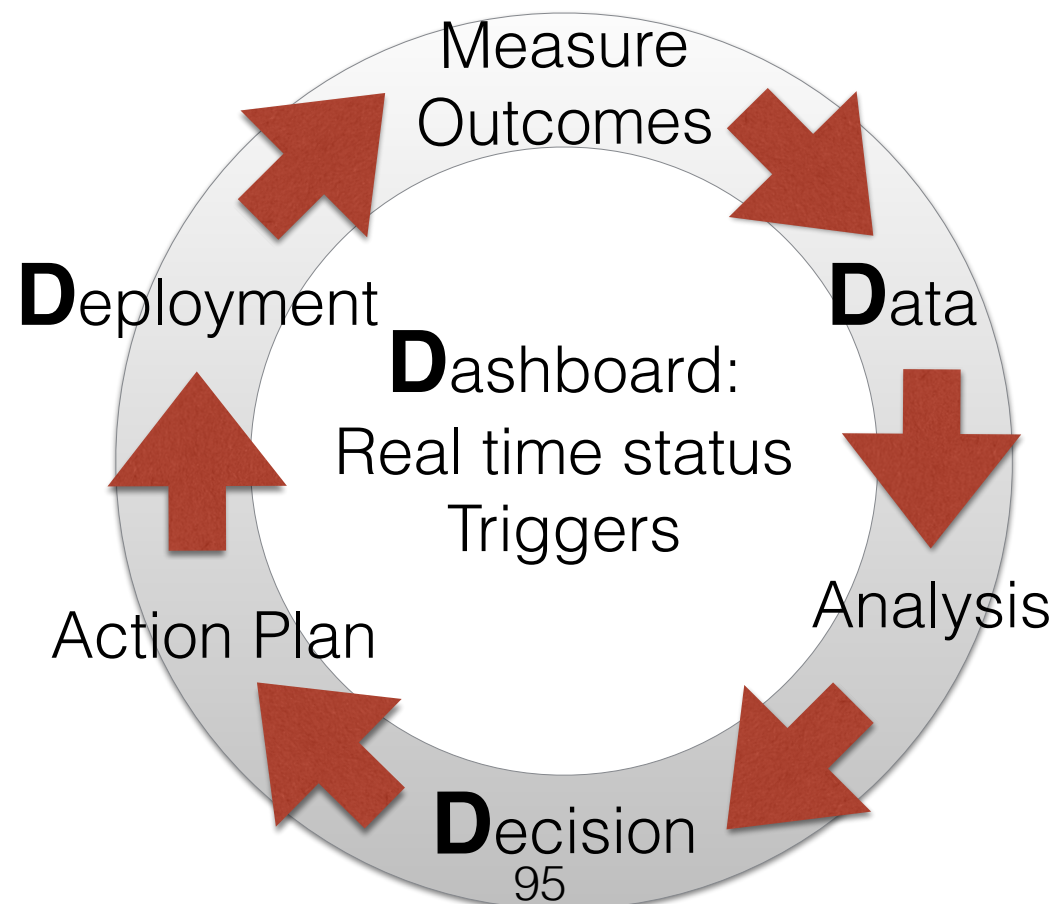 Measure
Outcomes
Deployment
Data
Dashboard:
Real time status
Triggers
Analysis
Action Plan
Decision
95